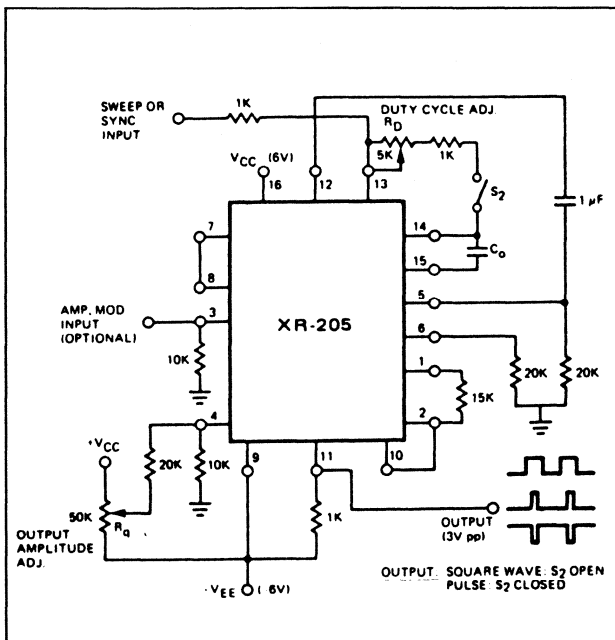 SWEEP OR
SYNC
INPUT
1K
DUTY CYCLE ADJ.
R_D
5K
1K
V_CC (6V)
16
12
13
S_2
1 µF
14
C_o
15
7
8
5
AMP. MOD
INPUT
(OPTIONAL)
3
10K
XR-205
6
1
20K
20K
15K
2
4
+V_CC
20K
10K
9
11
10
50K
R_q
1K
OUTPUT
AMPLITUDE
ADJ.
OUTPUT
(3V pp)
-V_EE (-6V)
OUTPUT: SQUARE WAVE: S_2 OPEN
PULSE: S_2 CLOSED